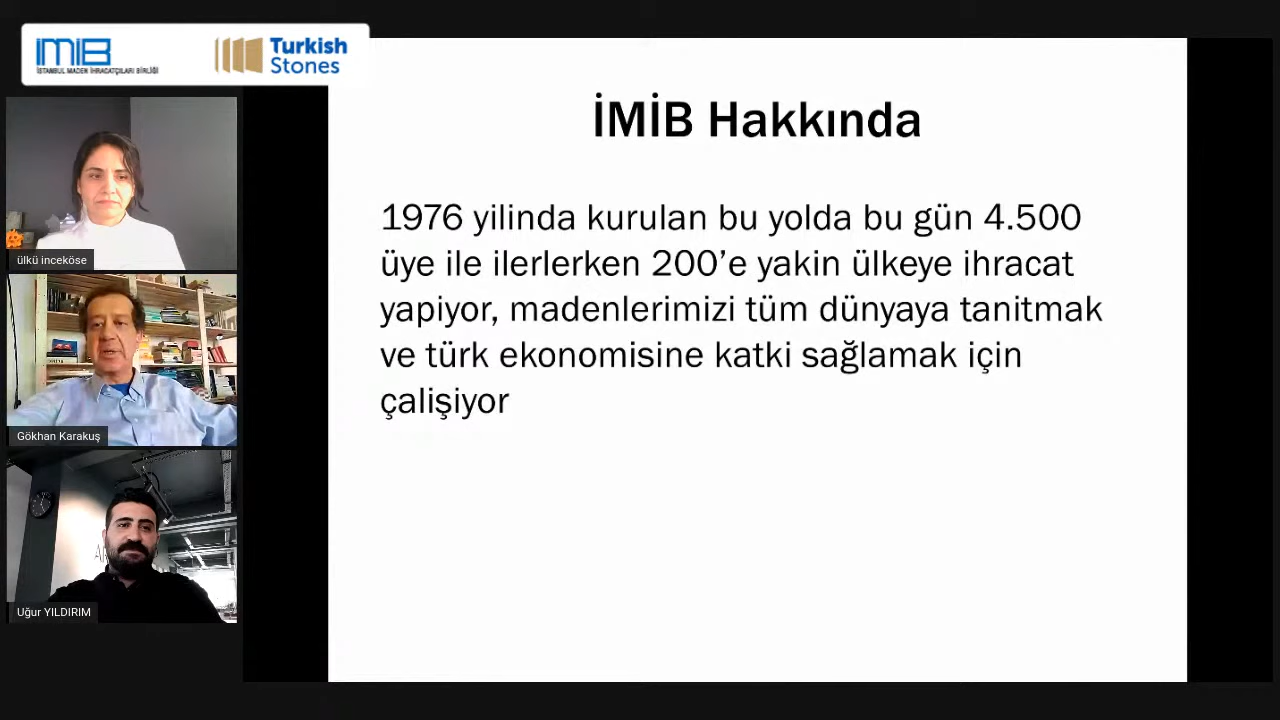 İMİB
İSTANBUL MADEN İHRACATÇILARI BİRLİĞİ
Turkish
Stones
İMİB Hakkında
1976 yilinda kurulan bu yolda bu gün 4.500
üye ile ilerlerken 200’e yakin ülkeye ihracat
yapiyor, madenlerimizi tüm dünyaya tanitmak
ve türk ekonomisine katki sağlamak için
çalişiyor
ülkü inceköse
Gökhan Karakuş
Uğur YILDIRIM